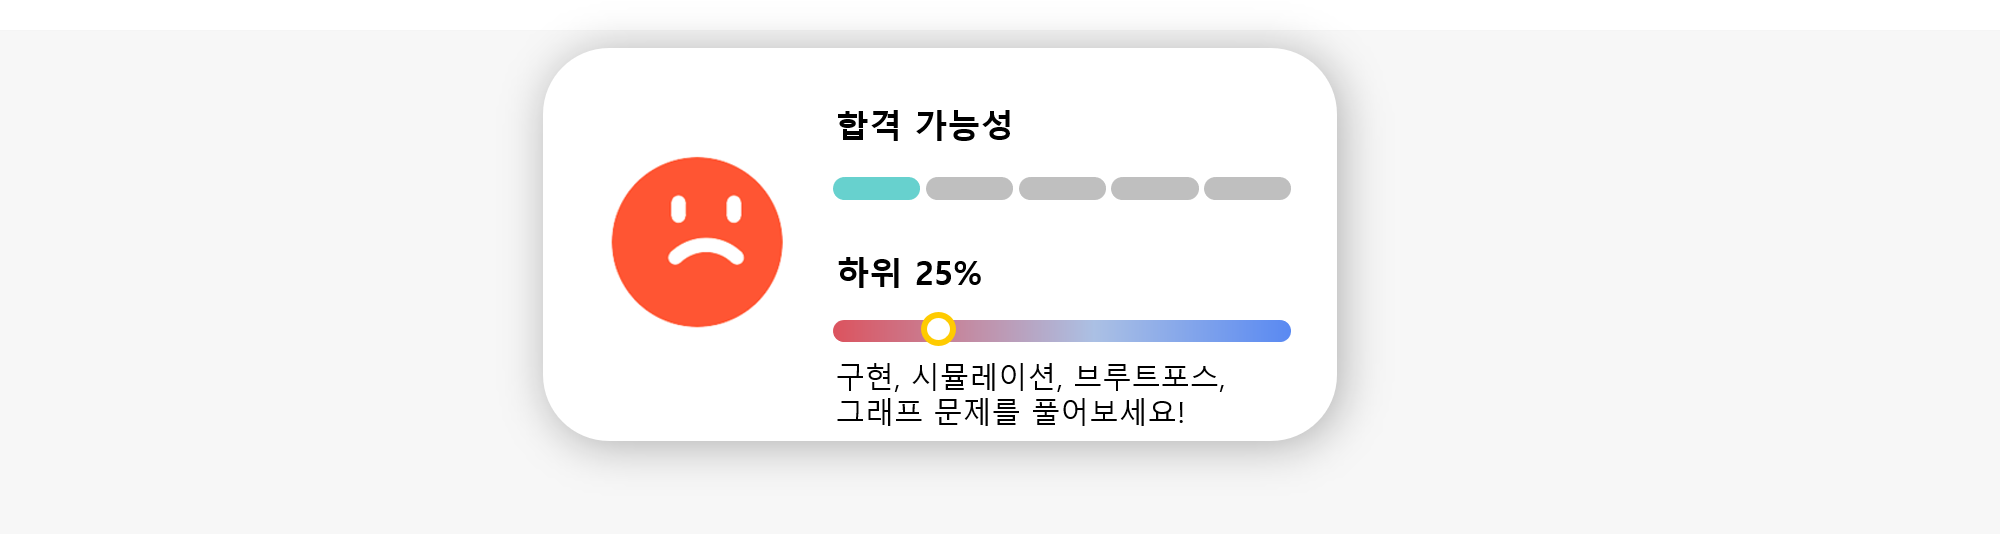 합격 가능성
하위 25%
구현, 시뮬레이션, 브루트포스,
그래프 문제를 풀어보세요!